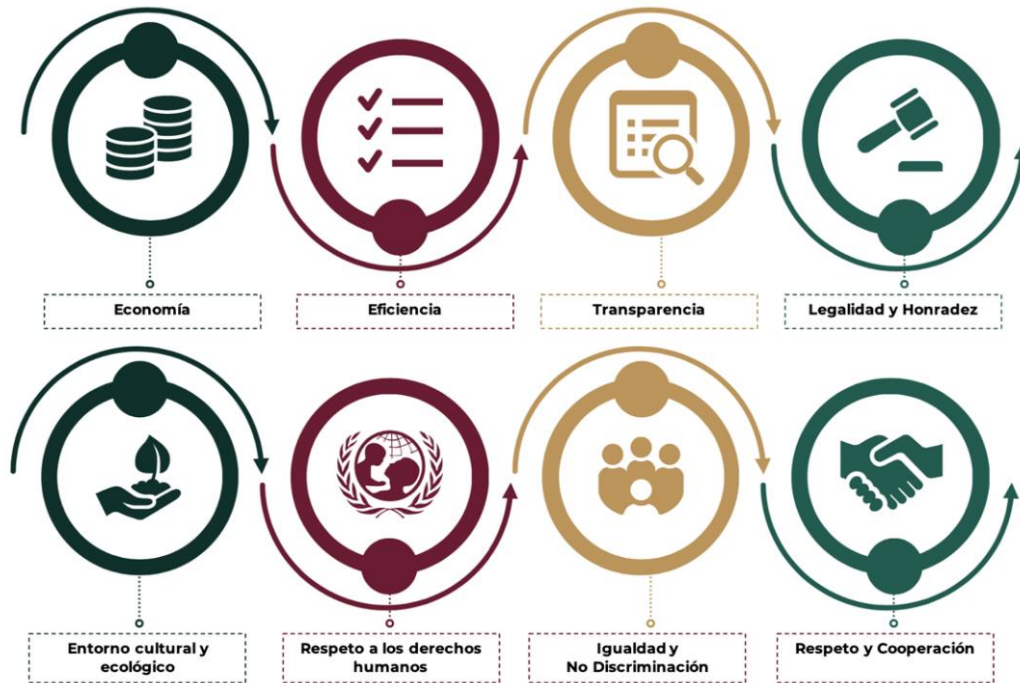 Economía
Eficiencia
Transparencia
Legalidad y Honradez
Entorno cultural y
ecológico
Respeto a los derechos
humanos
Igualdad y
No Discriminación
Respeto y Cooperación